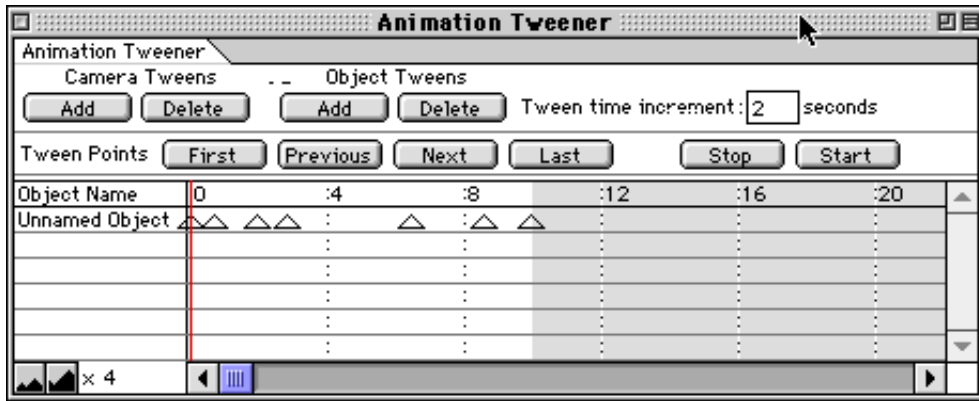 Animation Tweener
Animation Tweener
Camera Tweens -- Object Tweens
Add Delete Add Delete Tween time increment: 2 seconds
Tween Points First Previous Next Last Stop Start
Object Name 0 :4 :8 :12 :16 :20
Unnamed Object
× 4